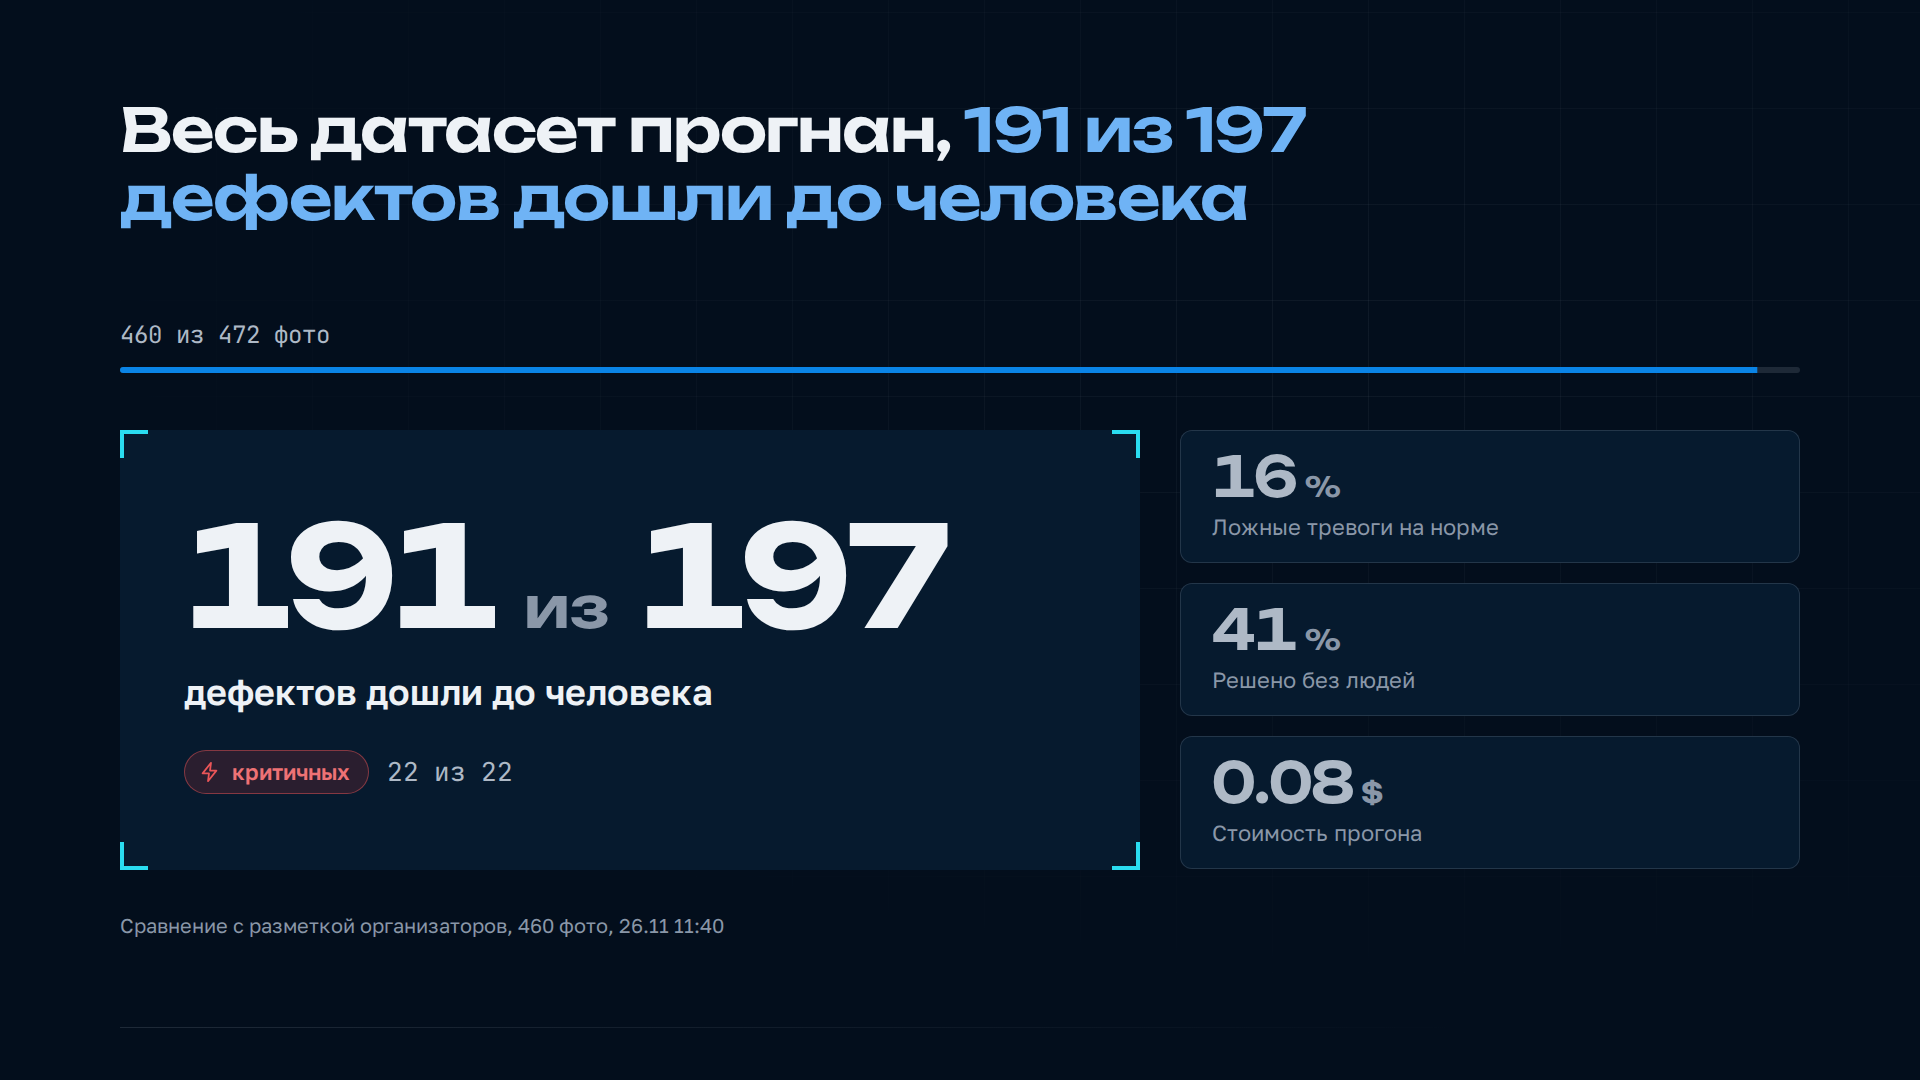 Весь датасет прогнан, 191 из 197
дефектов дошли до человека
460 из 472 фото
191 из 197
дефектов дошли до человека
критичных 22 из 22
16 %
Ложные тревоги на норме
41 %
Решено без людей
0.08 $
Стоимость прогона
Сравнение с разметкой организаторов, 460 фото, 26.11 11:40